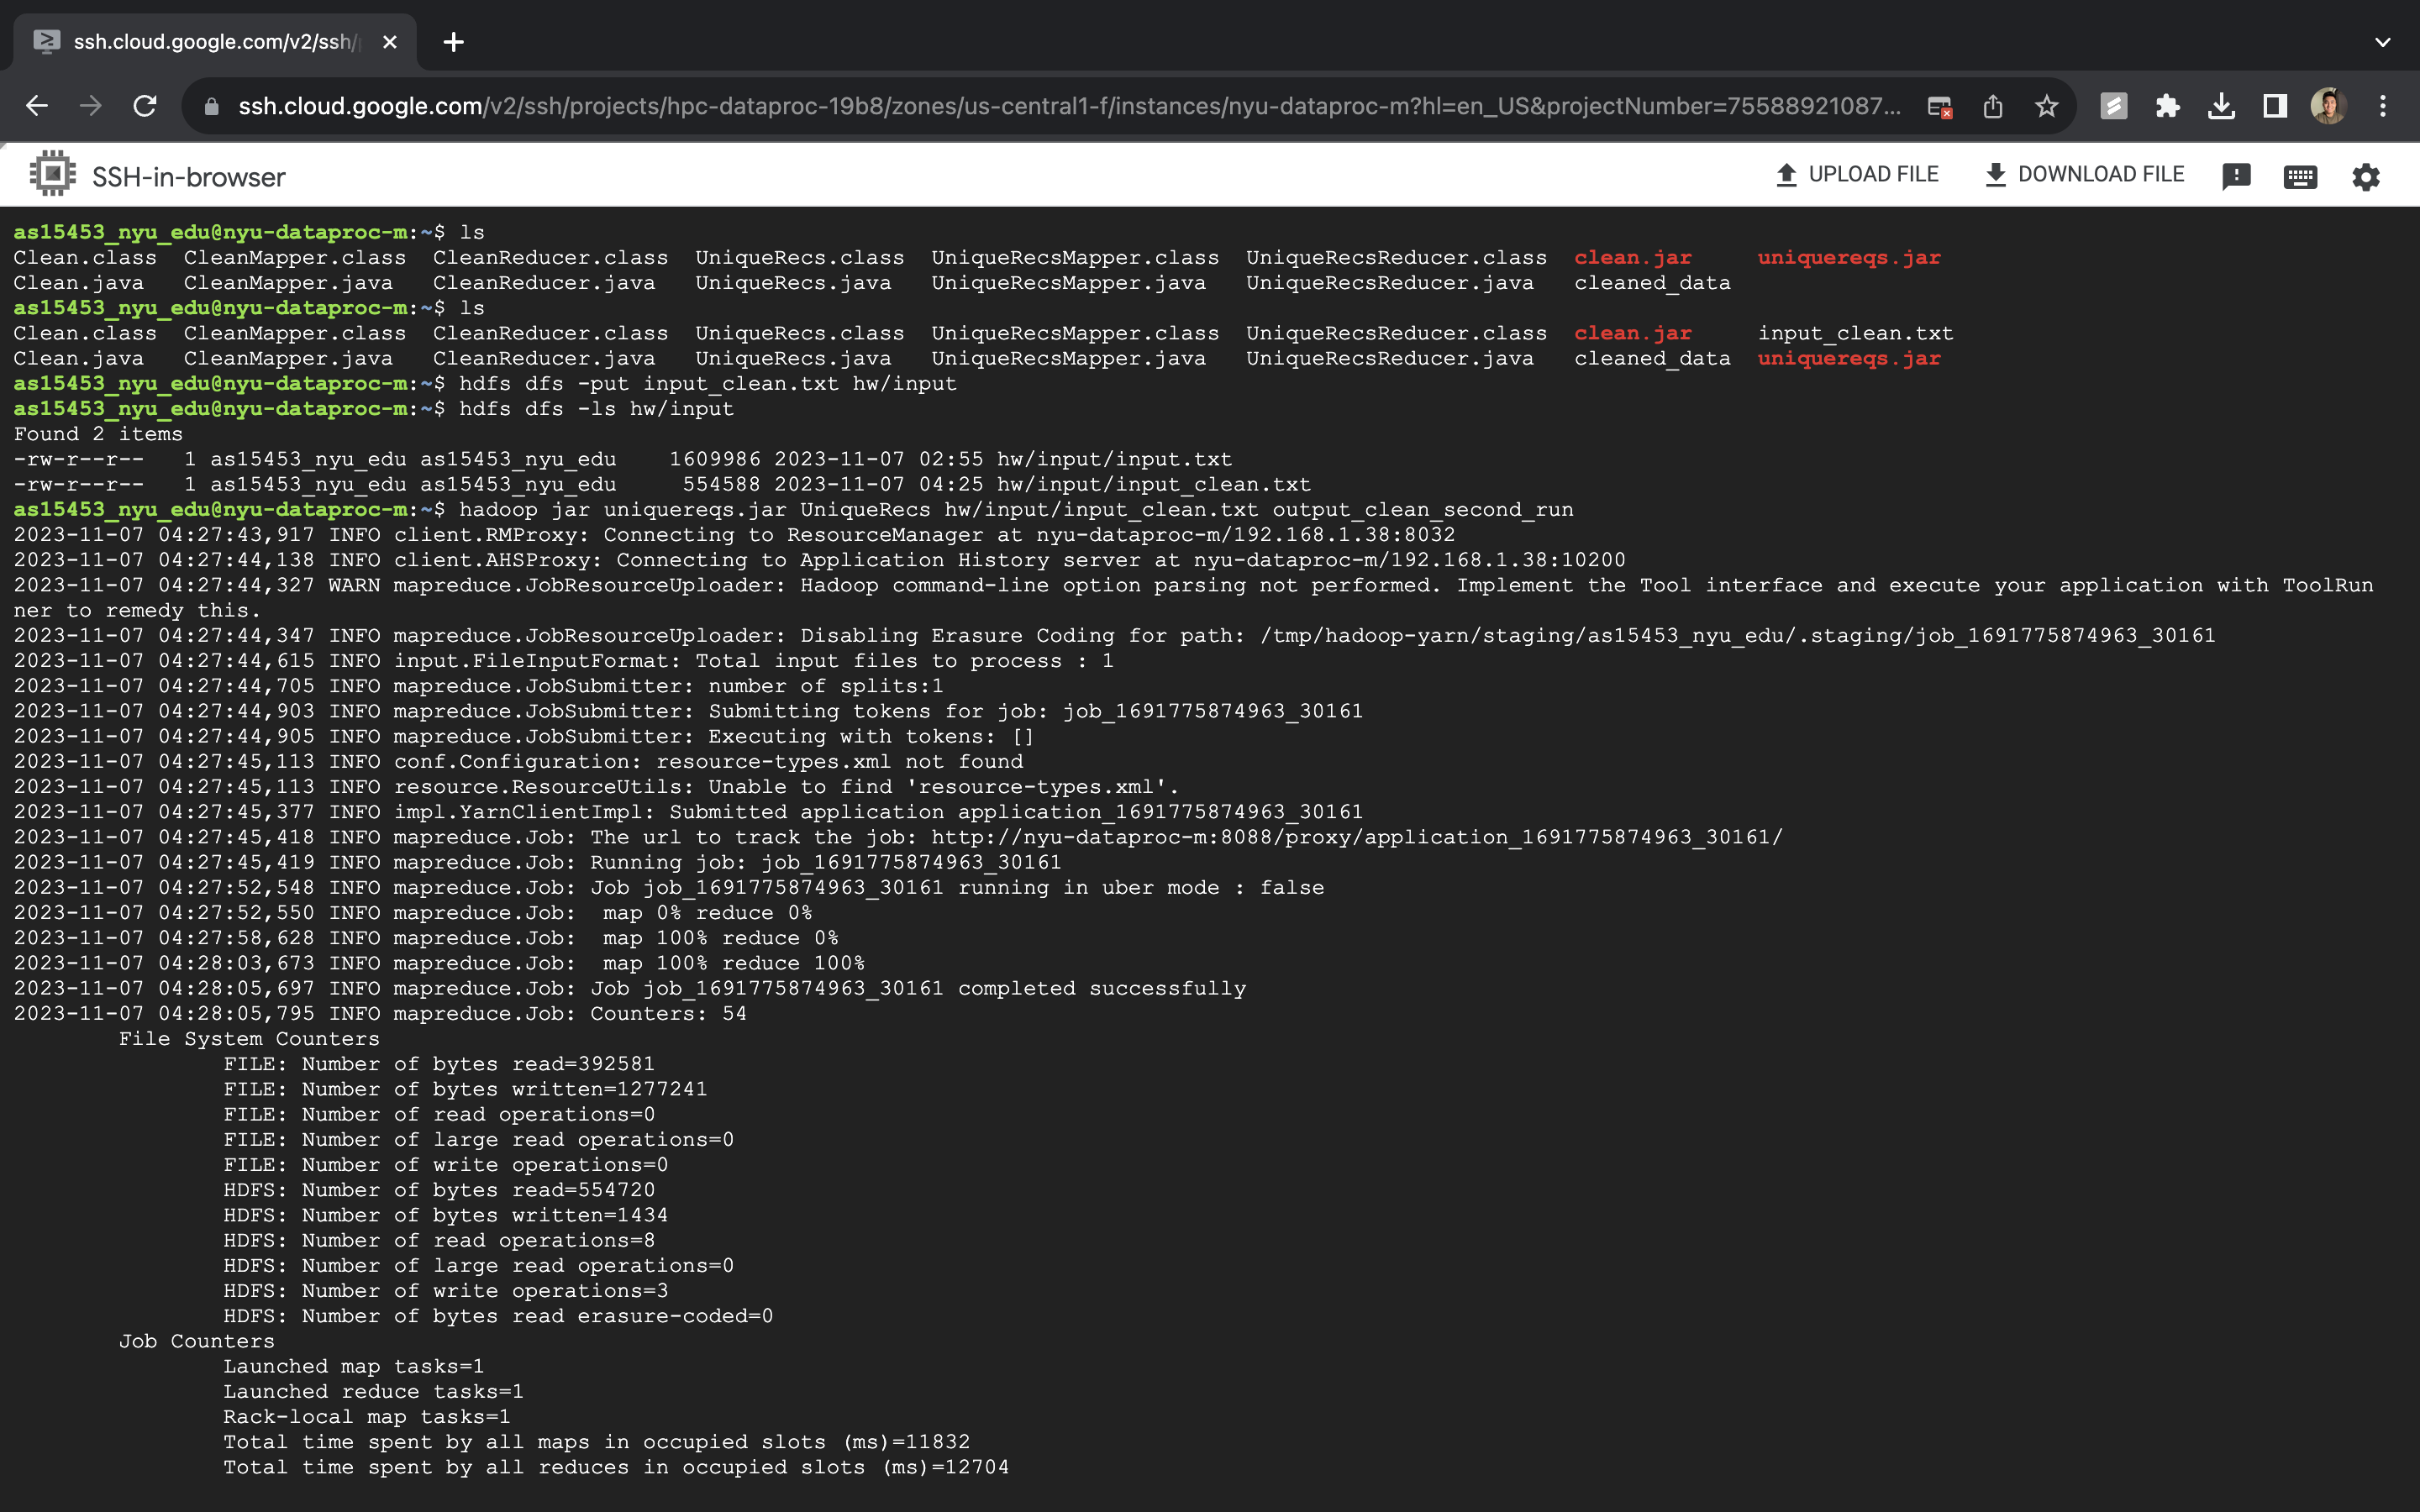 ssh.cloud.google.com/v2/ssh/
ssh.cloud.google.com/v2/ssh/projects/hpc-dataproc-19b8/zones/us-central1-f/instances/nyu-dataproc-m?hl=en_US&projectNumber=75588921087...
SSH-in-browser
UPLOAD FILE
DOWNLOAD FILE
as15453_nyu_edu@nyu-dataproc-m:~$ ls
Clean.class  CleanMapper.class  CleanReducer.class  UniqueRecs.class  UniqueRecsMapper.class  UniqueRecsReducer.class  clean.jar     uniquereqs.jar
Clean.java   CleanMapper.java   CleanReducer.java   UniqueRecs.java   UniqueRecsMapper.java   UniqueRecsReducer.java   cleaned_data
as15453_nyu_edu@nyu-dataproc-m:~$ ls
Clean.class  CleanMapper.class  CleanReducer.class  UniqueRecs.class  UniqueRecsMapper.class  UniqueRecsReducer.class  clean.jar     input_clean.txt
Clean.java   CleanMapper.java   CleanReducer.java   UniqueRecs.java   UniqueRecsMapper.java   UniqueRecsReducer.java   cleaned_data  uniquereqs.jar
as15453_nyu_edu@nyu-dataproc-m:~$ hdfs dfs -put input_clean.txt hw/input
as15453_nyu_edu@nyu-dataproc-m:~$ hdfs dfs -ls hw/input
Found 2 items
-rw-r--r--   1 as15453_nyu_edu as15453_nyu_edu    1609986 2023-11-07 02:55 hw/input/input.txt
-rw-r--r--   1 as15453_nyu_edu as15453_nyu_edu     554588 2023-11-07 04:25 hw/input/input_clean.txt
as15453_nyu_edu@nyu-dataproc-m:~$ hadoop jar uniquereqs.jar UniqueRecs hw/input/input_clean.txt output_clean_second_run
2023-11-07 04:27:43,917 INFO client.RMProxy: Connecting to ResourceManager at nyu-dataproc-m/192.168.1.38:8032
2023-11-07 04:27:44,138 INFO client.AHSProxy: Connecting to Application History server at nyu-dataproc-m/192.168.1.38:10200
2023-11-07 04:27:44,327 WARN mapreduce.JobResourceUploader: Hadoop command-line option parsing not performed. Implement the Tool interface and execute your application with ToolRun
ner to remedy this.
2023-11-07 04:27:44,347 INFO mapreduce.JobResourceUploader: Disabling Erasure Coding for path: /tmp/hadoop-yarn/staging/as15453_nyu_edu/.staging/job_1691775874963_30161
2023-11-07 04:27:44,615 INFO input.FileInputFormat: Total input files to process : 1
2023-11-07 04:27:44,705 INFO mapreduce.JobSubmitter: number of splits:1
2023-11-07 04:27:44,903 INFO mapreduce.JobSubmitter: Submitting tokens for job: job_1691775874963_30161
2023-11-07 04:27:44,905 INFO mapreduce.JobSubmitter: Executing with tokens: []
2023-11-07 04:27:45,113 INFO conf.Configuration: resource-types.xml not found
2023-11-07 04:27:45,113 INFO resource.ResourceUtils: Unable to find 'resource-types.xml'.
2023-11-07 04:27:45,377 INFO impl.YarnClientImpl: Submitted application application_1691775874963_30161
2023-11-07 04:27:45,418 INFO mapreduce.Job: The url to track the job: http://nyu-dataproc-m:8088/proxy/application_1691775874963_30161/
2023-11-07 04:27:45,419 INFO mapreduce.Job: Running job: job_1691775874963_30161
2023-11-07 04:27:52,548 INFO mapreduce.Job: Job job_1691775874963_30161 running in uber mode : false
2023-11-07 04:27:52,550 INFO mapreduce.Job:  map 0% reduce 0%
2023-11-07 04:27:58,628 INFO mapreduce.Job:  map 100% reduce 0%
2023-11-07 04:28:03,673 INFO mapreduce.Job:  map 100% reduce 100%
2023-11-07 04:28:05,697 INFO mapreduce.Job: Job job_1691775874963_30161 completed successfully
2023-11-07 04:28:05,795 INFO mapreduce.Job: Counters: 54
File System Counters
FILE: Number of bytes read=392581
FILE: Number of bytes written=1277241
FILE: Number of read operations=0
FILE: Number of large read operations=0
FILE: Number of write operations=0
HDFS: Number of bytes read=554720
HDFS: Number of bytes written=1434
HDFS: Number of read operations=8
HDFS: Number of large read operations=0
HDFS: Number of write operations=3
HDFS: Number of bytes read erasure-coded=0
Job Counters
Launched map tasks=1
Launched reduce tasks=1
Rack-local map tasks=1
Total time spent by all maps in occupied slots (ms)=11832
Total time spent by all reduces in occupied slots (ms)=12704